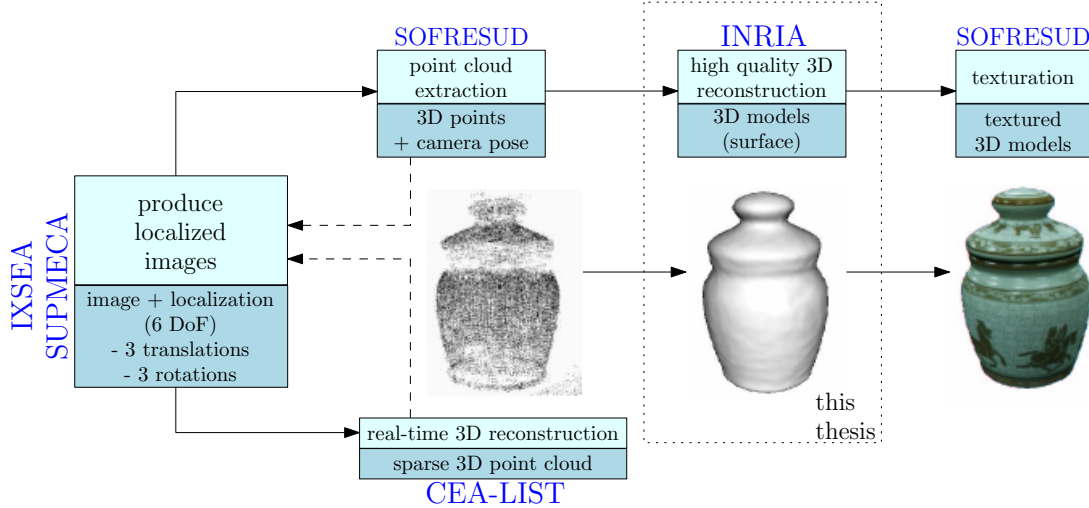 SOFRESUD
point cloud
extraction
3D points
+ camera pose
INRIA
high quality 3D
reconstruction
3D models
(surface)
SOFRESUD
texturation
textured
3D models
IXSEA
SUPMECA
produce
localized
images
image + localization
(6 DoF)
- 3 translations
- 3 rotations
this
thesis
real-time 3D reconstruction
sparse 3D point cloud
CEA-LIST